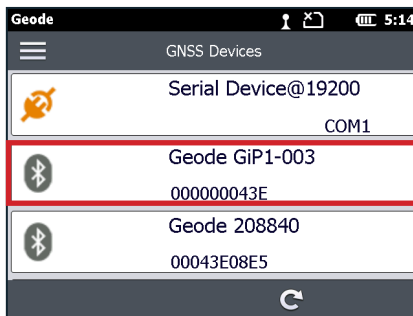 Geode 5:14
GNSS Devices
Serial Device@19200
COM1
Geode GiP1-003
000000043E
Geode 208840
00043E08E5